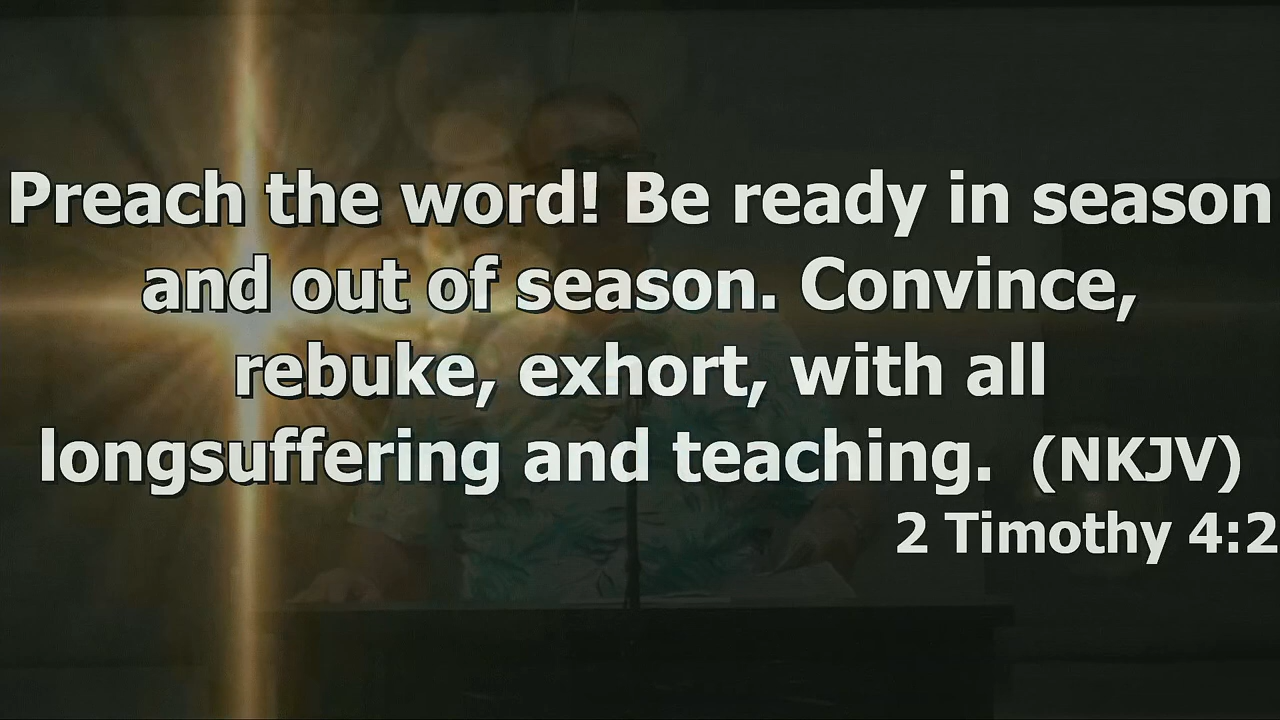 Preach the word! Be ready in season
and out of season. Convince,
rebuke, exhort, with all
longsuffering and teaching. (NKJV)
2 Timothy 4:2